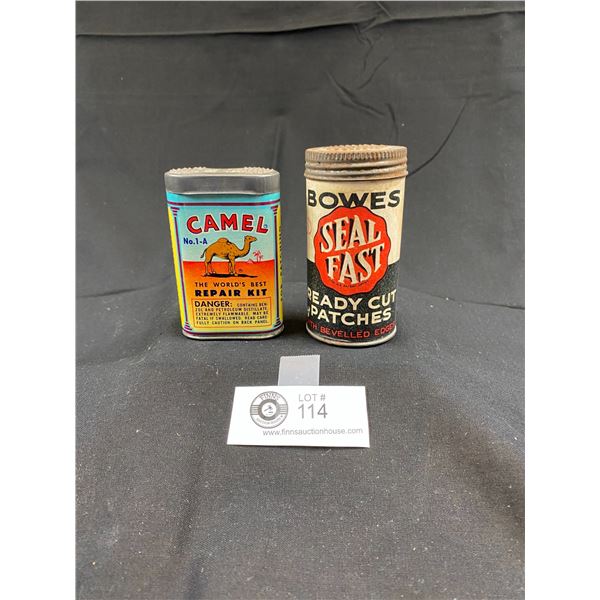 CAMEL
No.1-A
THE WORLD'S BEST
REPAIR KIT
DANGER: CONTAINS BEN-
ZOL AND PETROLEUM DISTILLATE.
EXTREMELY FLAMMABLE. MAY BE
FATAL IF SWALLOWED. READ CARE-
FULLY CAUTION ON BACK PANEL.
BOWES
SEAL
FAST
READY CUT
PATCHES
TH BEVELLED EDGES
FINNS
LOT #
114
www.finnsauctionhouse.com